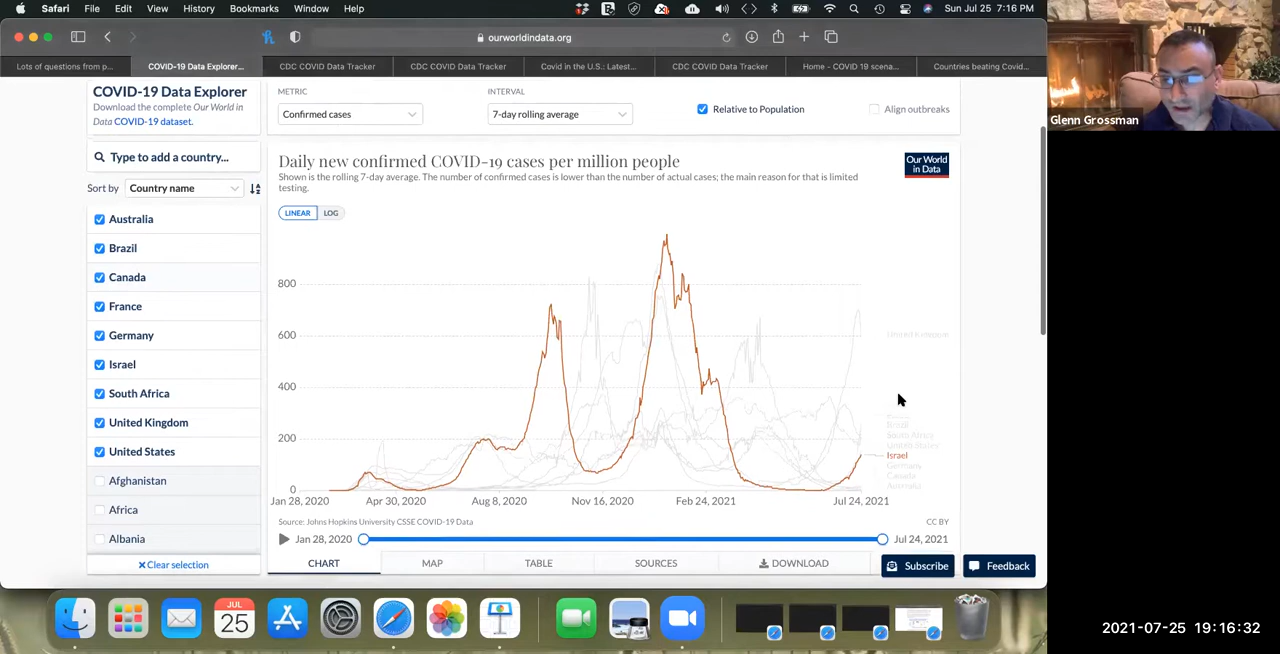 Safari File Edit View History Bookmarks Window Help Sun Jul 25 7:16 PM
ourworldindata.org
Lots of questions from p... COVID-19 Data Explorer... CDC COVID Data Tracker CDC COVID Data Tracker Covid in the U.S.: Latest... CDC COVID Data Tracker Home - COVID 19 scena... Countries beating Covid...
COVID-19 Data Explorer
Download the complete Our World in
Data COVID-19 dataset.
Type to add a country...
Sort by Country name
Australia
Brazil
Canada
France
Germany
Israel
South Africa
United Kingdom
United States
Afghanistan
Africa
Albania
Clear selection
METRIC INTERVAL
Confirmed cases 7-day rolling average Relative to Population Align outbreaks
Daily new confirmed COVID-19 cases per million people
Shown is the rolling 7-day average. The number of confirmed cases is lower than the number of actual cases; the main reason for that is limited
testing.
Our World
in Data
LINEAR LOG
800
600
400
200
0
United Kingdom
Brazil
South Africa
United States
Israel
Germany
Canada
Australia
Jan 28, 2020 Apr 30, 2020 Aug 8, 2020 Nov 16, 2020 Feb 24, 2021 Jul 24, 2021
Source: Johns Hopkins University CSSE COVID-19 Data CC BY
Jan 28, 2020 Jul 24, 2021
CHART MAP TABLE SOURCES DOWNLOAD
Subscribe Feedback
JUL
25
Glenn Grossman
2021-07-25 19:16:32